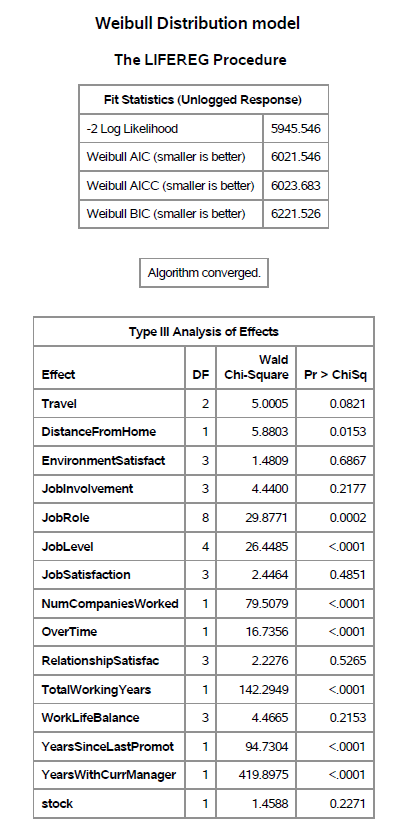 Weibull Distribution model
The LIFEREG Procedure
Fit Statistics (Unlogged Response)
-2 Log Likelihood 5945.546
Weibull AIC (smaller is better) 6021.546
Weibull AICC (smaller is better) 6023.683
Weibull BIC (smaller is better) 6221.526
Algorithm converged.
Type III Analysis of Effects
Effect DF Wald Chi-Square Pr > ChiSq
Travel 2 5.0005 0.0821
DistanceFromHome 1 5.8803 0.0153
EnvironmentSatisfact 3 1.4809 0.6867
JobInvolvement 3 4.4400 0.2177
JobRole 8 29.8771 0.0002
JobLevel 4 26.4485 <.0001
JobSatisfaction 3 2.4464 0.4851
NumCompaniesWorked 1 79.5079 <.0001
OverTime 1 16.7356 <.0001
RelationshipSatisfac 3 2.2276 0.5265
TotalWorkingYears 1 142.2949 <.0001
WorkLifeBalance 3 4.4665 0.2153
YearsSinceLastPromot 1 94.7304 <.0001
YearsWithCurrManager 1 419.8975 <.0001
stock 1 1.4588 0.2271